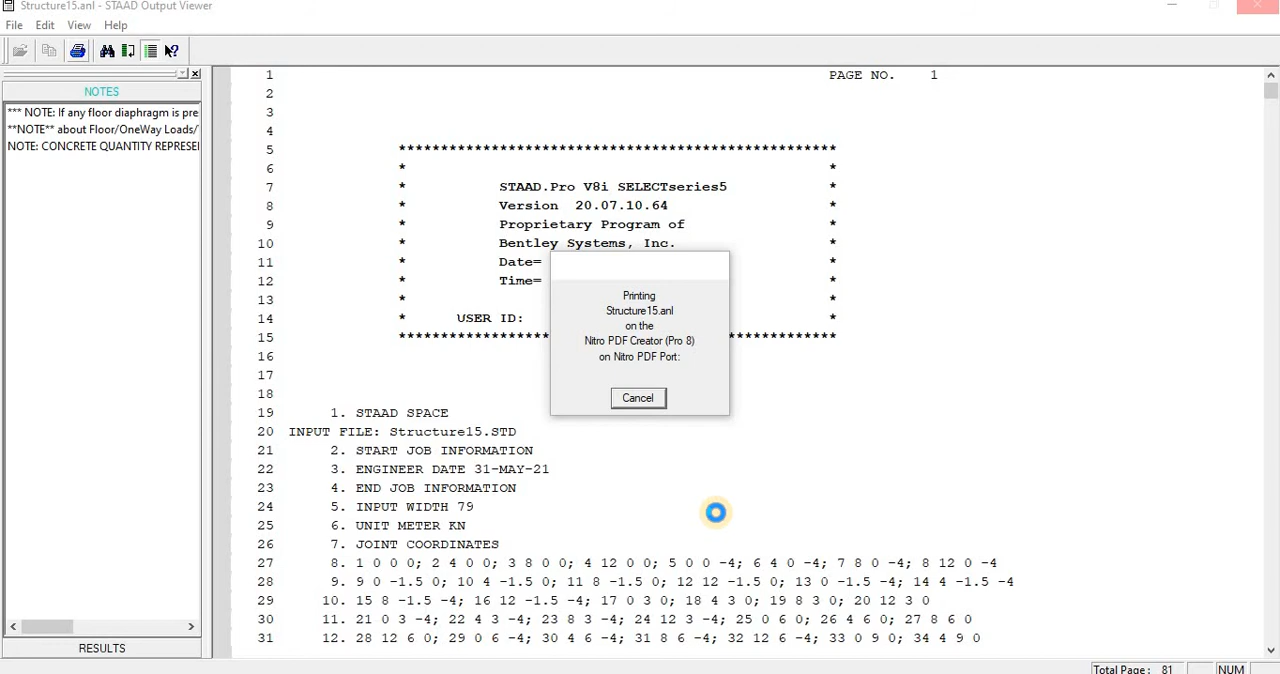 Structure15.anl - STAAD Output Viewer
File Edit View Help
NOTES
*** NOTE: If any floor diaphragm is pre
**NOTE** about Floor/OneWay Loads/
NOTE: CONCRETE QUANTITY REPRESE
RESULTS
1 PAGE NO. 1
2
3
4
5 ****************************************************
6 * *
7 * STAAD.Pro V8i SELECTseries5 *
8 * Version 20.07.10.64 *
9 * Proprietary Program of *
10 * Bentley Systems, Inc. *
11 * Date= *
12 * Time= *
13 * *
14 * USER ID: *
15 ****************************************************
16
17
18
19 1. STAAD SPACE
20 INPUT FILE: Structure15.STD
21 2. START JOB INFORMATION
22 3. ENGINEER DATE 31-MAY-21
23 4. END JOB INFORMATION
24 5. INPUT WIDTH 79
25 6. UNIT METER KN
26 7. JOINT COORDINATES
27 8. 1 0 0 0; 2 4 0 0; 3 8 0 0; 4 12 0 0; 5 0 0 -4; 6 4 0 -4; 7 8 0 -4; 8 12 0 -4
28 9. 9 0 -1.5 0; 10 4 -1.5 0; 11 8 -1.5 0; 12 12 -1.5 0; 13 0 -1.5 -4; 14 4 -1.5 -4
29 10. 15 8 -1.5 -4; 16 12 -1.5 -4; 17 0 3 0; 18 4 3 0; 19 8 3 0; 20 12 3 0
30 11. 21 0 3 -4; 22 4 3 -4; 23 8 3 -4; 24 12 3 -4; 25 0 6 0; 26 4 6 0; 27 8 6 0
31 12. 28 12 6 0; 29 0 6 -4; 30 4 6 -4; 31 8 6 -4; 32 12 6 -4; 33 0 9 0; 34 4 9 0
Printing
Structure15.anl
on the
Nitro PDF Creator (Pro 8)
on Nitro PDF Port:
Cancel
Total Page: 81 NUM